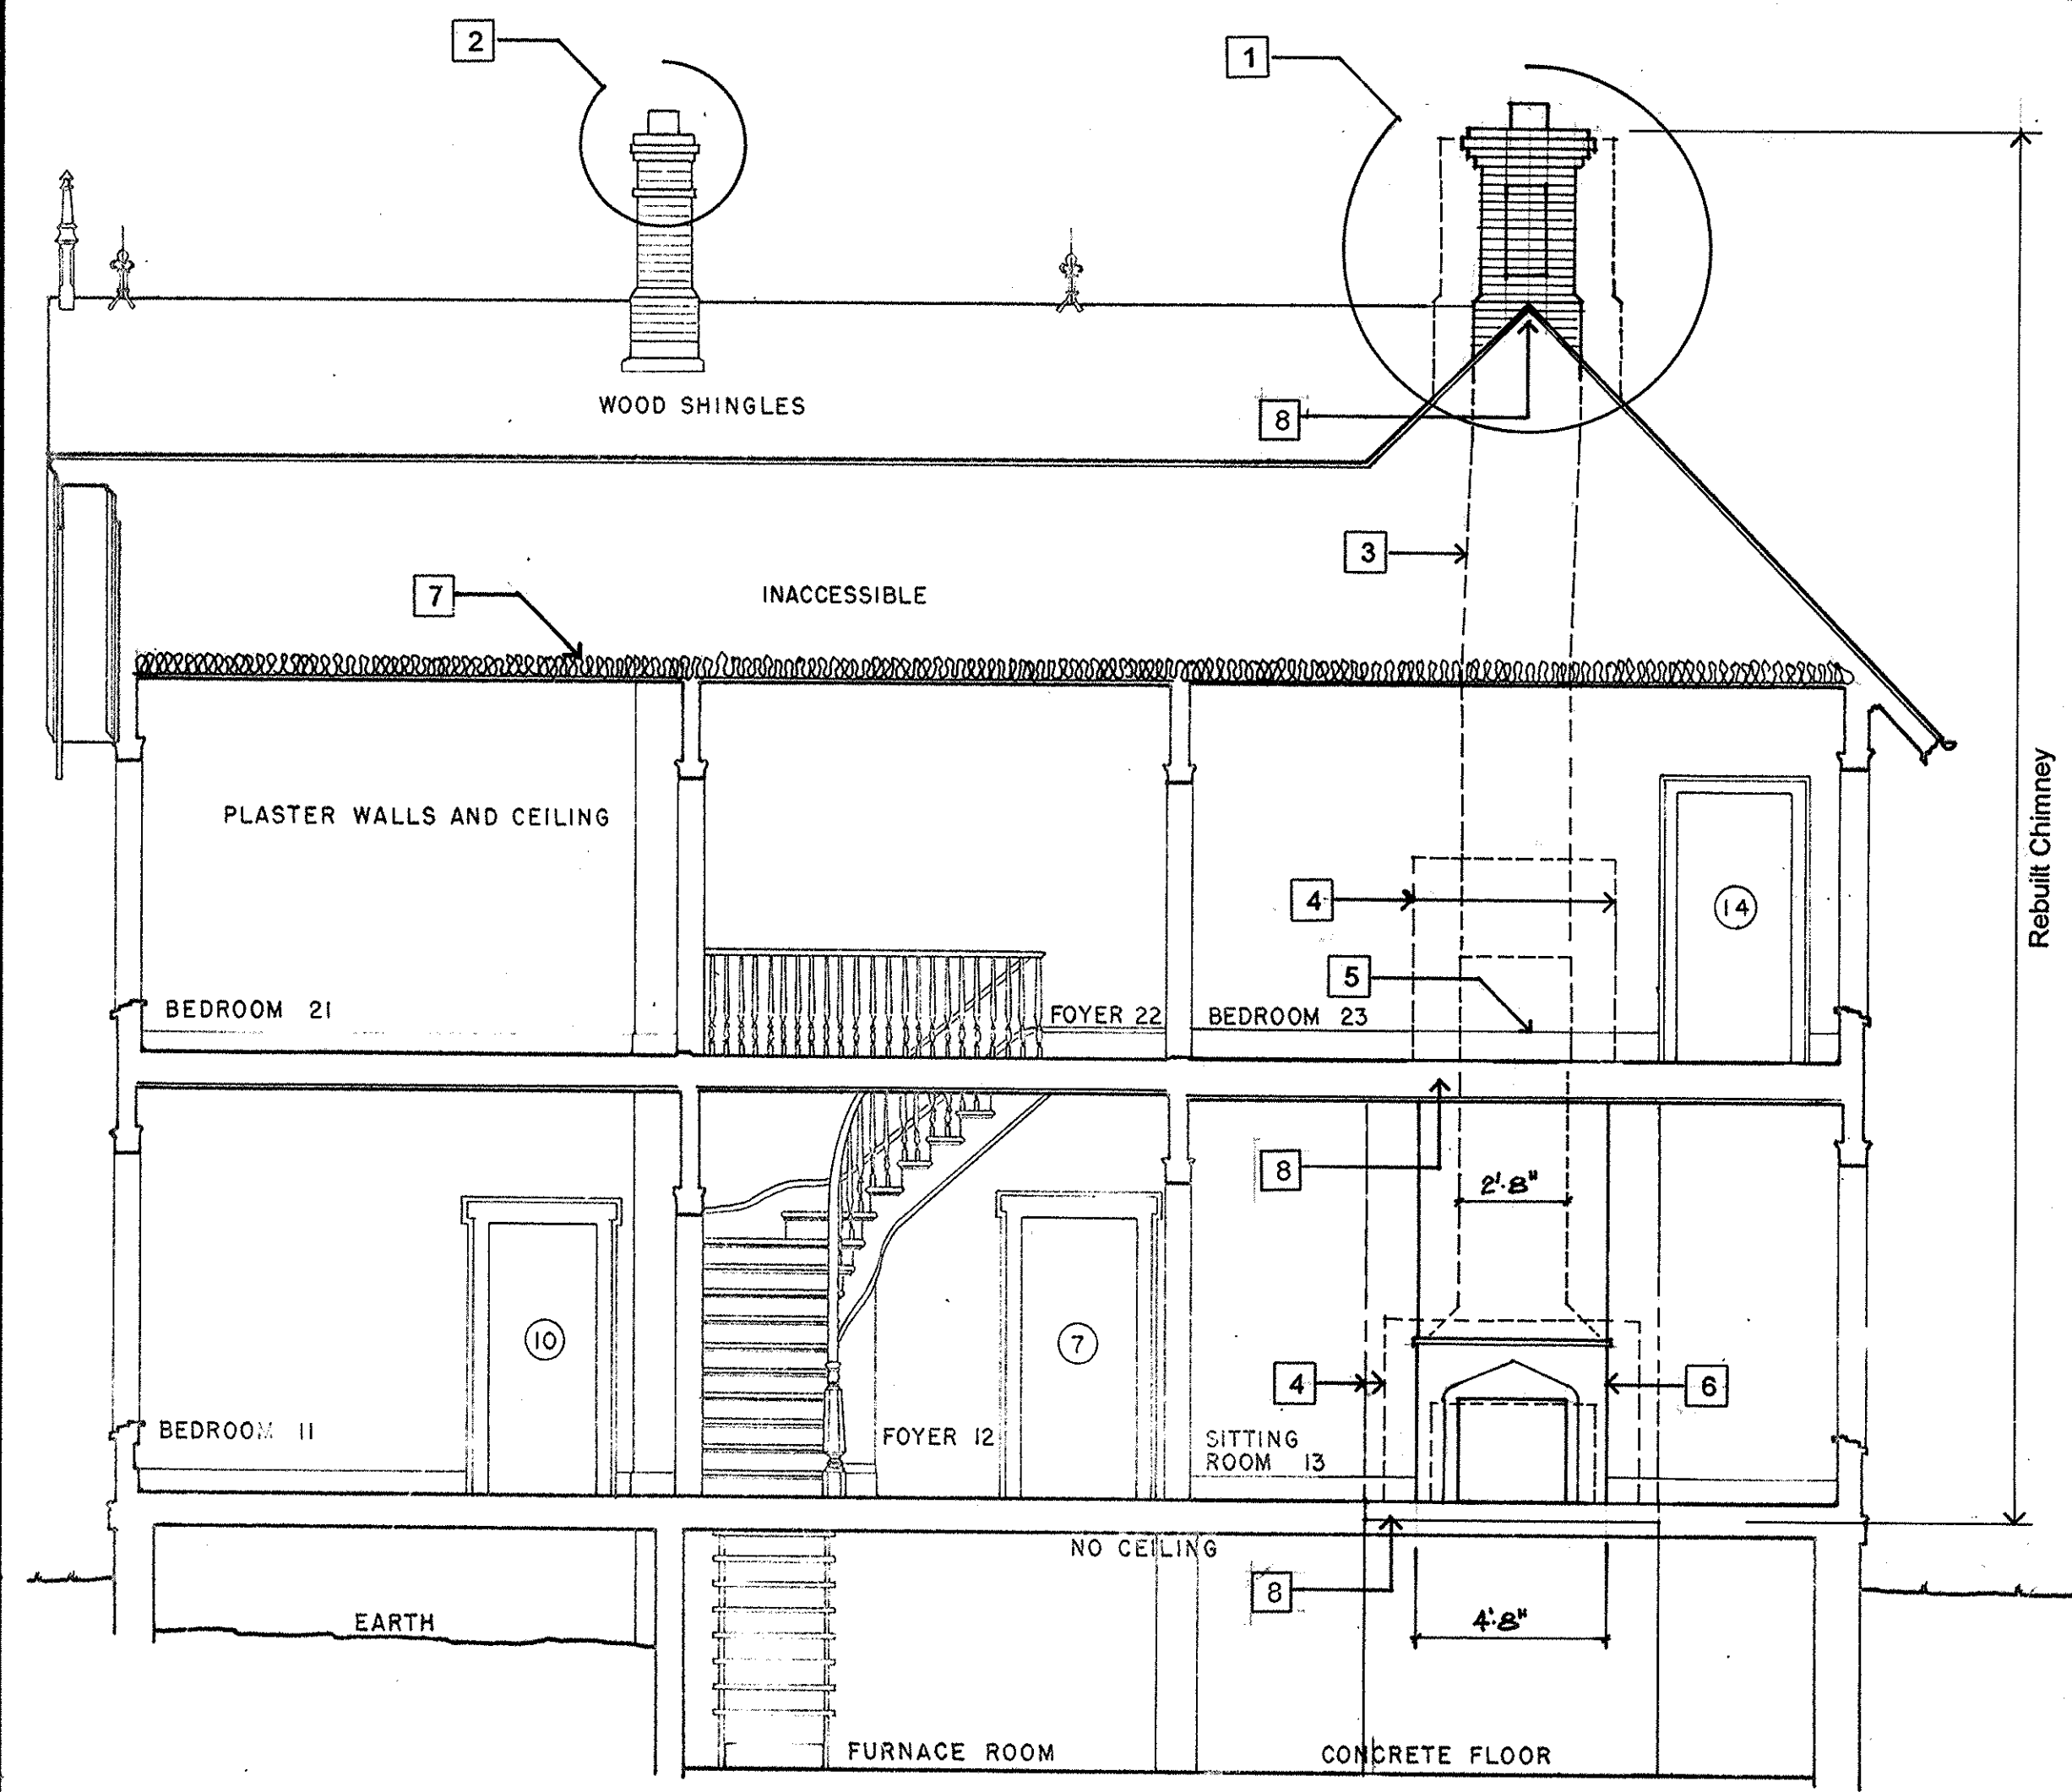 2
1
WOOD SHINGLES
8
3
7
INACCESSIBLE
PLASTER WALLS AND CEILING
Rebuilt Chimney
4
14
5
BEDROOM 21
FOYER 22
BEDROOM 23
8
2'-8"
10
7
4
6
BEDROOM 11
FOYER 12
SITTING
ROOM 13
NO CEILING
8
EARTH
4'-8"
FURNACE ROOM
CONCRETE FLOOR